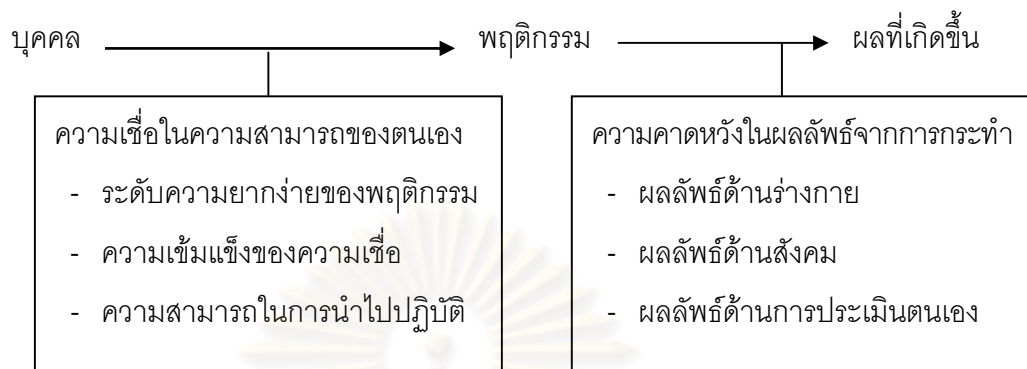 บุคคล พฤติกรรม ผลที่เกิดขึ้น
ความเชื่อในความสามารถของตนเอง
- ระดับความยากง่ายของพฤติกรรม
- ความเข้มแข็งของความเชื่อ
- ความสามารถในการนำไปปฏิบัติ
ความคาดหวังในผลลัพธ์จากการกระทำ
- ผลลัพธ์ด้านร่างกาย
- ผลลัพธ์ด้านสังคม
- ผลลัพธ์ด้านการประเมินตนเอง